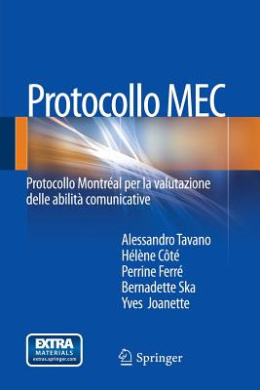 Protocollo MEC
Protocollo Montréal per la valutazione
delle abilità comunicative
Alessandro Tavano
Hélène Côté
Perrine Ferré
Bernadette Ska
Yves Joanette
EXTRA
MATERIALS
extras.springer.com
Springer